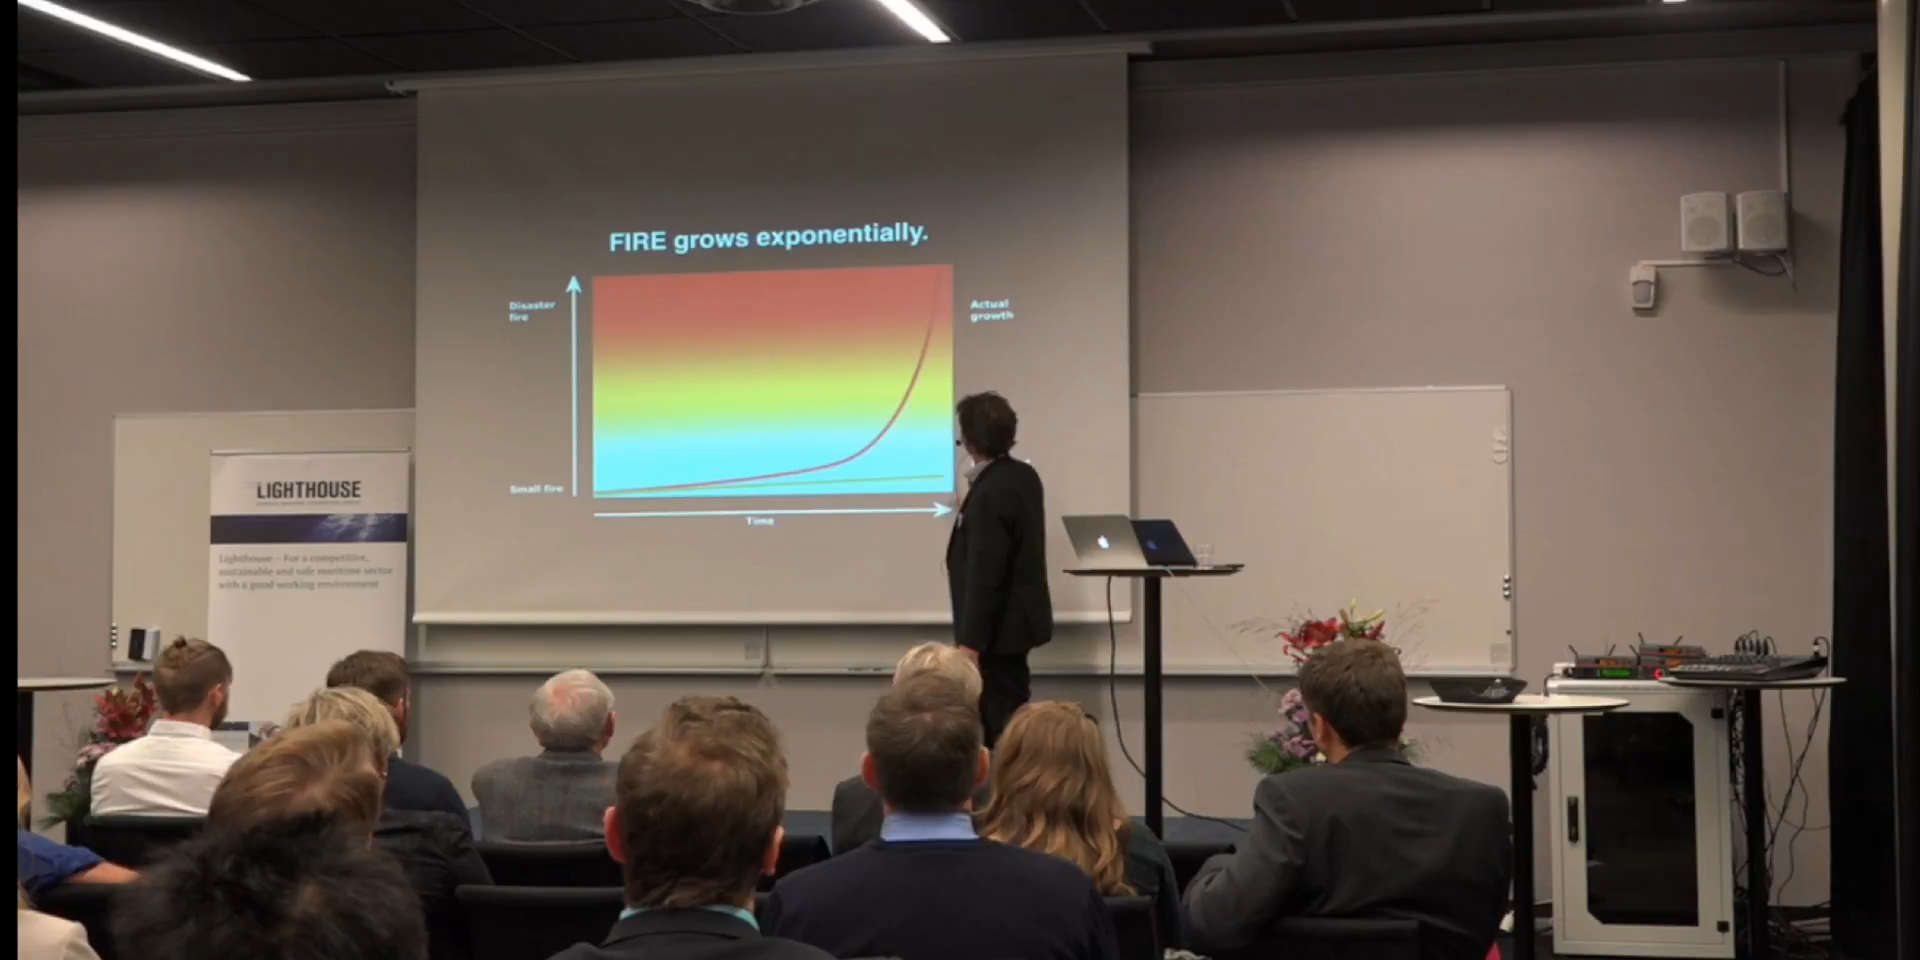 FIRE grows exponentially.
Disaster
fire
Actual
growth
Small fire
Time
LIGHTHOUSE
Lighthouse – For a competitive,
sustainable and safe maritime sector
with a good working environment